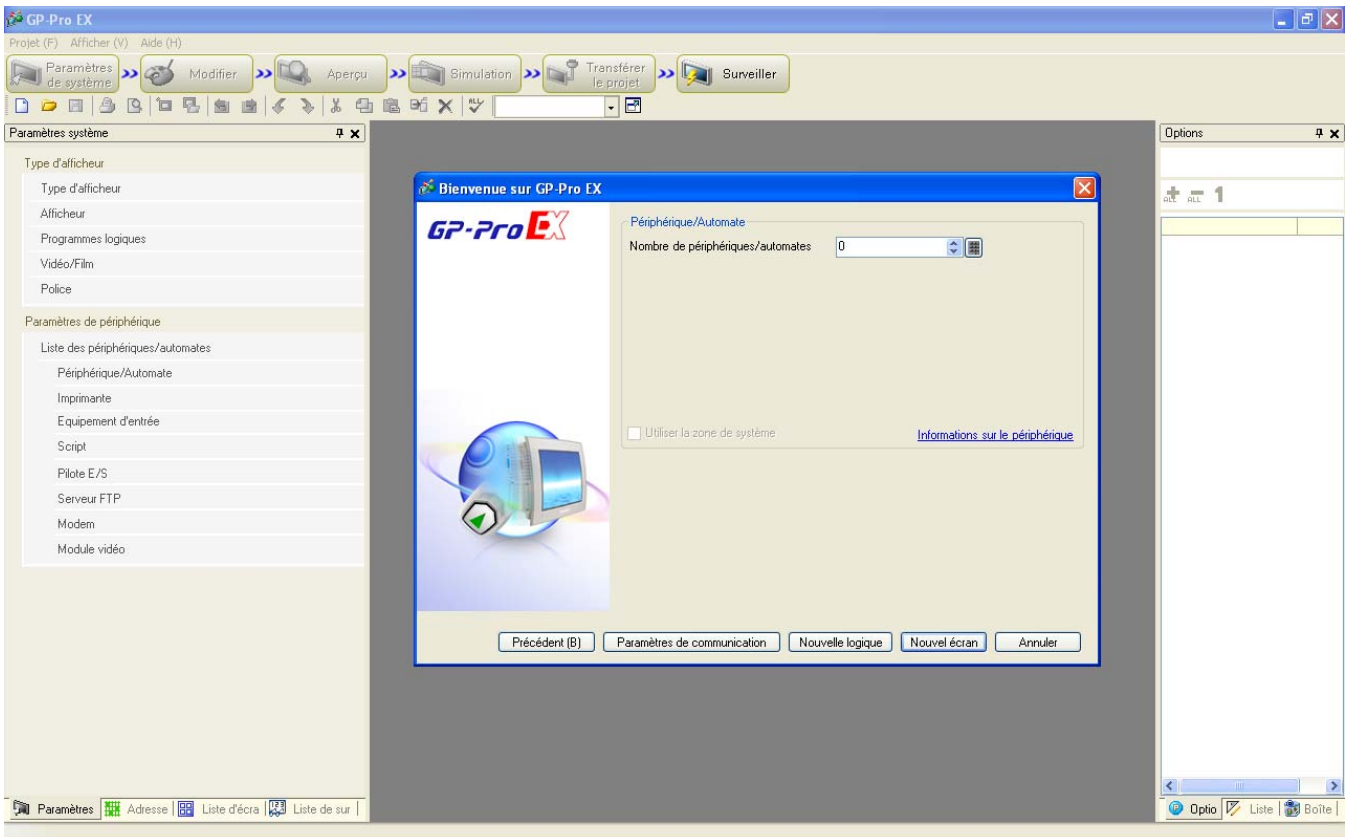 GP-Pro EX
Projet (F) Afficher (V) Aide (H)
Paramètres de système
Modifier
Aperçu
Simulation
Transférer le projet
Surveiller
Paramètres système
Type d'afficheur
Type d'afficheur
Afficheur
Programmes logiques
Vidéo/Film
Police
Paramètres de périphérique
Liste des périphériques/automates
Périphérique/Automate
Imprimante
Equipement d'entrée
Script
Pilote E/S
Serveur FTP
Modem
Module vidéo
Paramètres Adresse Liste d'écra Liste de sur
Bienvenue sur GP-Pro EX
GP-Pro EX
Périphérique/Automate
Nombre de périphériques/automates 0
Utiliser la zone de système
Informations sur le périphérique
Précédent (B) Paramètres de communication Nouvelle logique Nouvel écran Annuler
Options
ALL ALL 1
Optio Liste Boîte